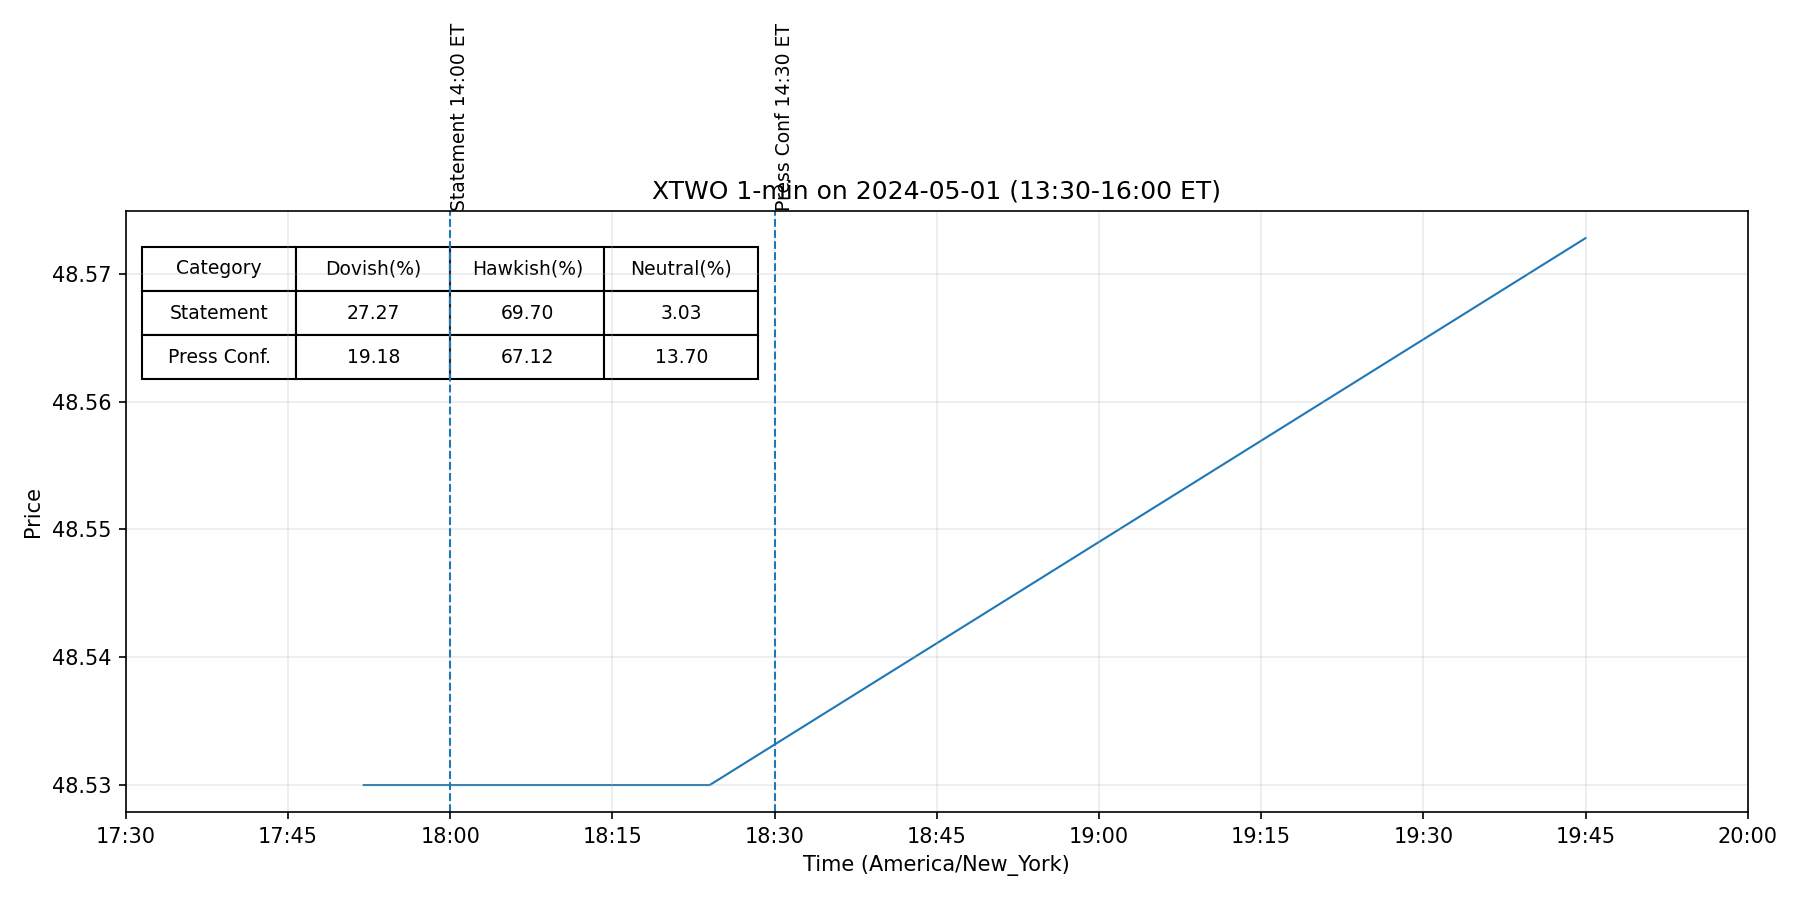 Statement 14:00 ET
Press Conf 14:30 ET
XTWO 1-min on 2024-05-01 (13:30-16:00 ET)
Category Dovish(%) Hawkish(%) Neutral(%)
Statement 27.27 69.70 3.03
Press Conf. 19.18 67.12 13.70
48.57
48.56
48.55
48.54
48.53
Price
17:30 17:45 18:00 18:15 18:30 18:45 19:00 19:15 19:30 19:45 20:00
Time (America/New_York)